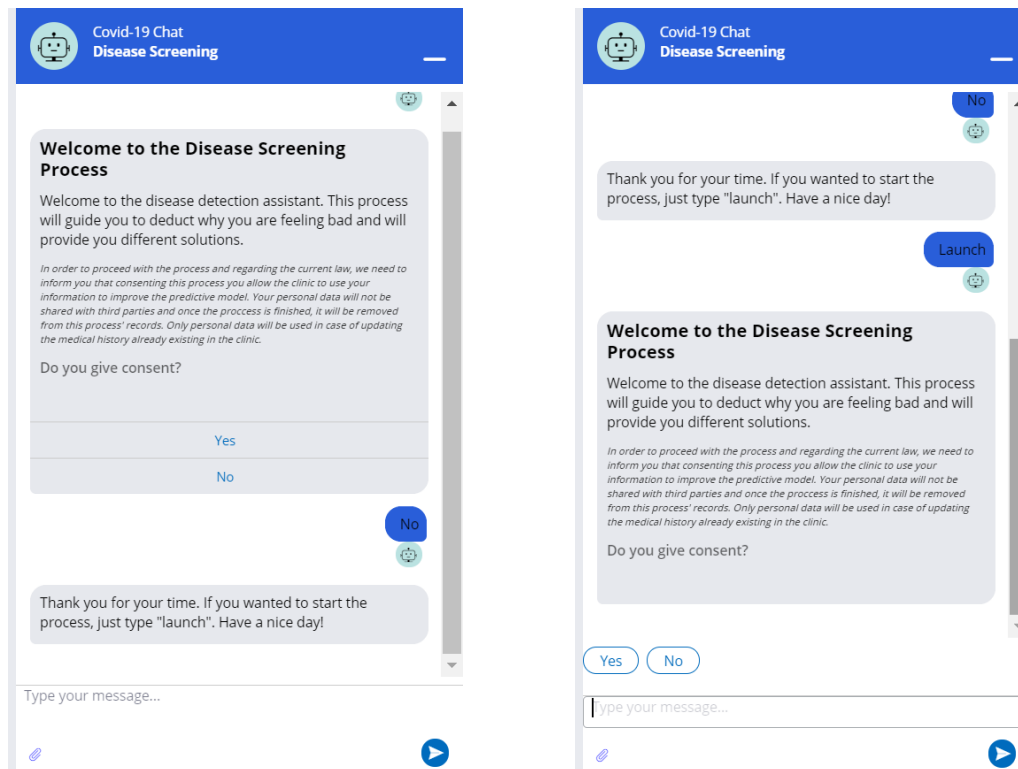 Covid-19 Chat
Disease Screening
Welcome to the Disease Screening
Process
Welcome to the disease detection assistant. This process
will guide you to deduct why you are feeling bad and will
provide you different solutions.
In order to proceed with the process and regarding the current law, we need to
inform you that consenting this process you allow the clinic to use your
information to improve the predictive model. Your personal data will not be
shared with third parties and once the proccess is finished, it will be removed
from this process' records. Only personal data will be used in case of updating
the medical history already existing in the clinic.
Do you give consent?
Yes
No
No
Thank you for your time. If you wanted to start the
process, just type "launch". Have a nice day!
Type your message...
Covid-19 Chat
Disease Screening
No
Thank you for your time. If you wanted to start the
process, just type "launch". Have a nice day!
Launch
Welcome to the Disease Screening
Process
Welcome to the disease detection assistant. This process
will guide you to deduct why you are feeling bad and will
provide you different solutions.
In order to proceed with the process and regarding the current law, we need to
inform you that consenting this process you allow the clinic to use your
information to improve the predictive model. Your personal data will not be
shared with third parties and once the proccess is finished, it will be removed
from this process' records. Only personal data will be used in case of updating
the medical history already existing in the clinic.
Do you give consent?
Yes No
Type your message...